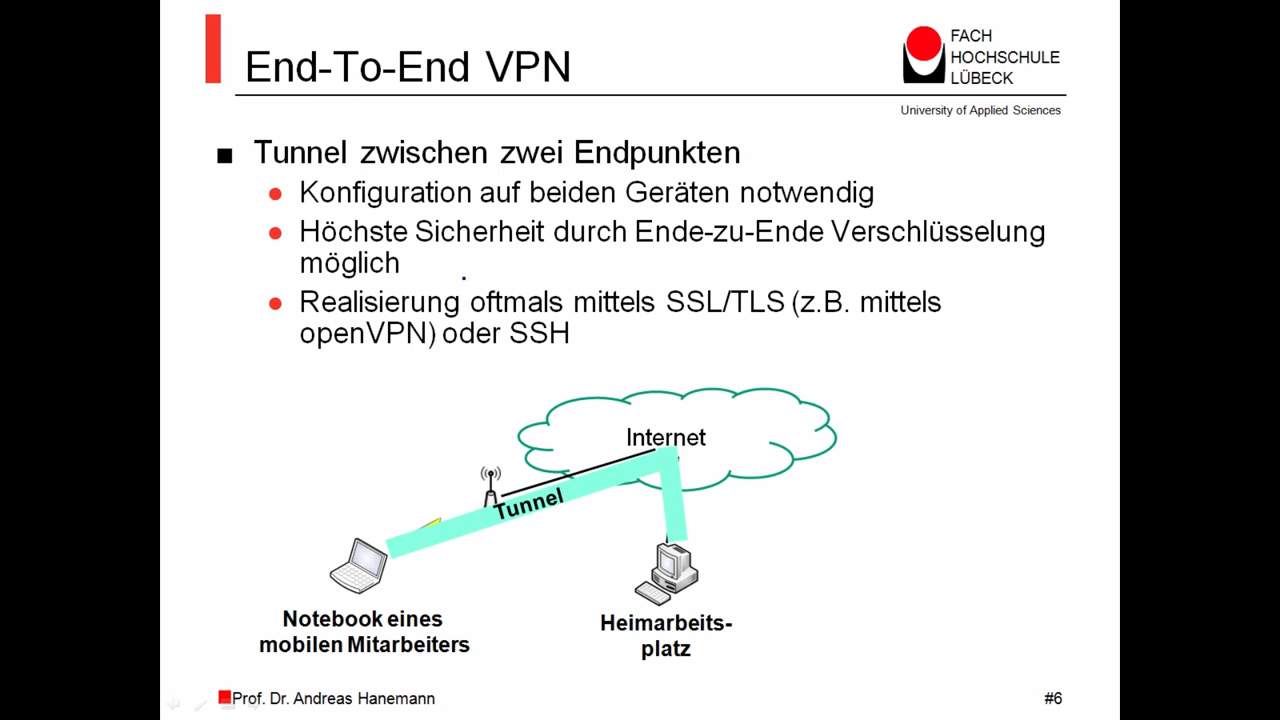 End-To-End VPN
FACH
HOCHSCHULE
LÜBECK
University of Applied Sciences
Tunnel zwischen zwei Endpunkten
Konfiguration auf beiden Geräten notwendig
Höchste Sicherheit durch Ende-zu-Ende Verschlüsselung
möglich
Realisierung oftmals mittels SSL/TLS (z.B. mittels
openVPN) oder SSH
Internet
Tunnel
Notebook eines
mobilen Mitarbeiters
Heimarbeits-
platz
Prof. Dr. Andreas Hanemann
#6